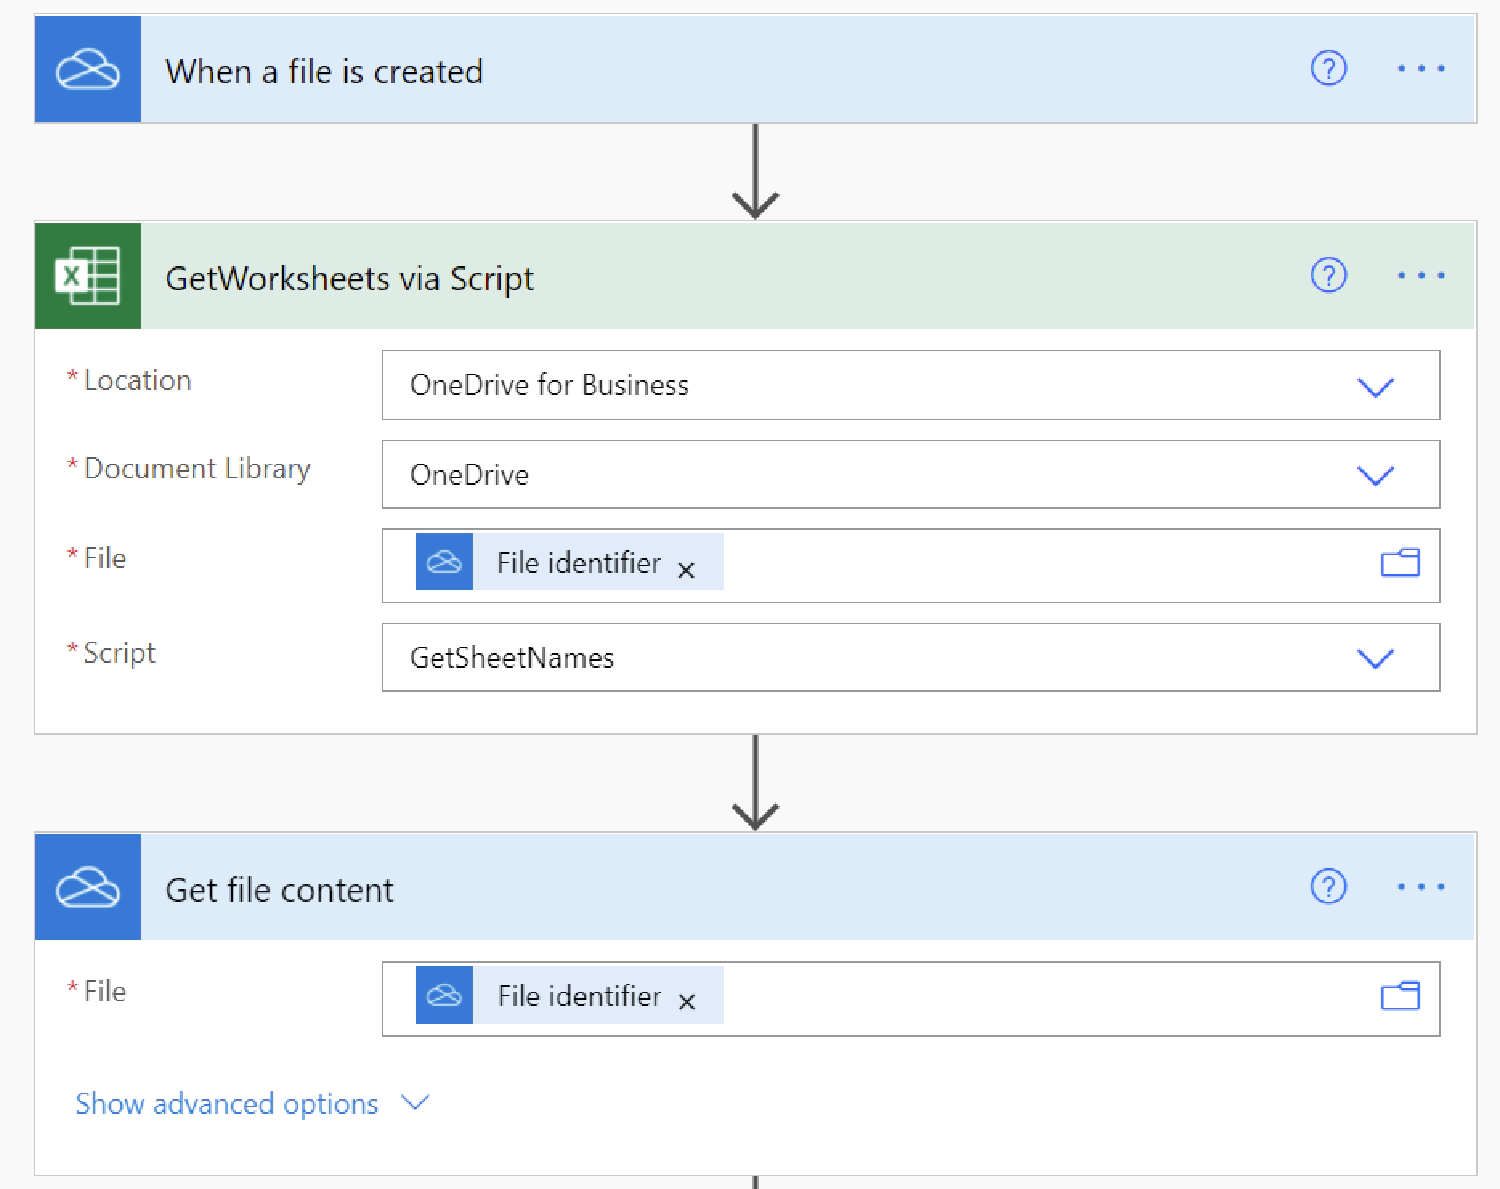 When a file is created
GetWorksheets via Script
* Location
OneDrive for Business
* Document Library
OneDrive
* File
File identifier ×
* Script
GetSheetNames
Get file content
* File
File identifier ×
Show advanced options